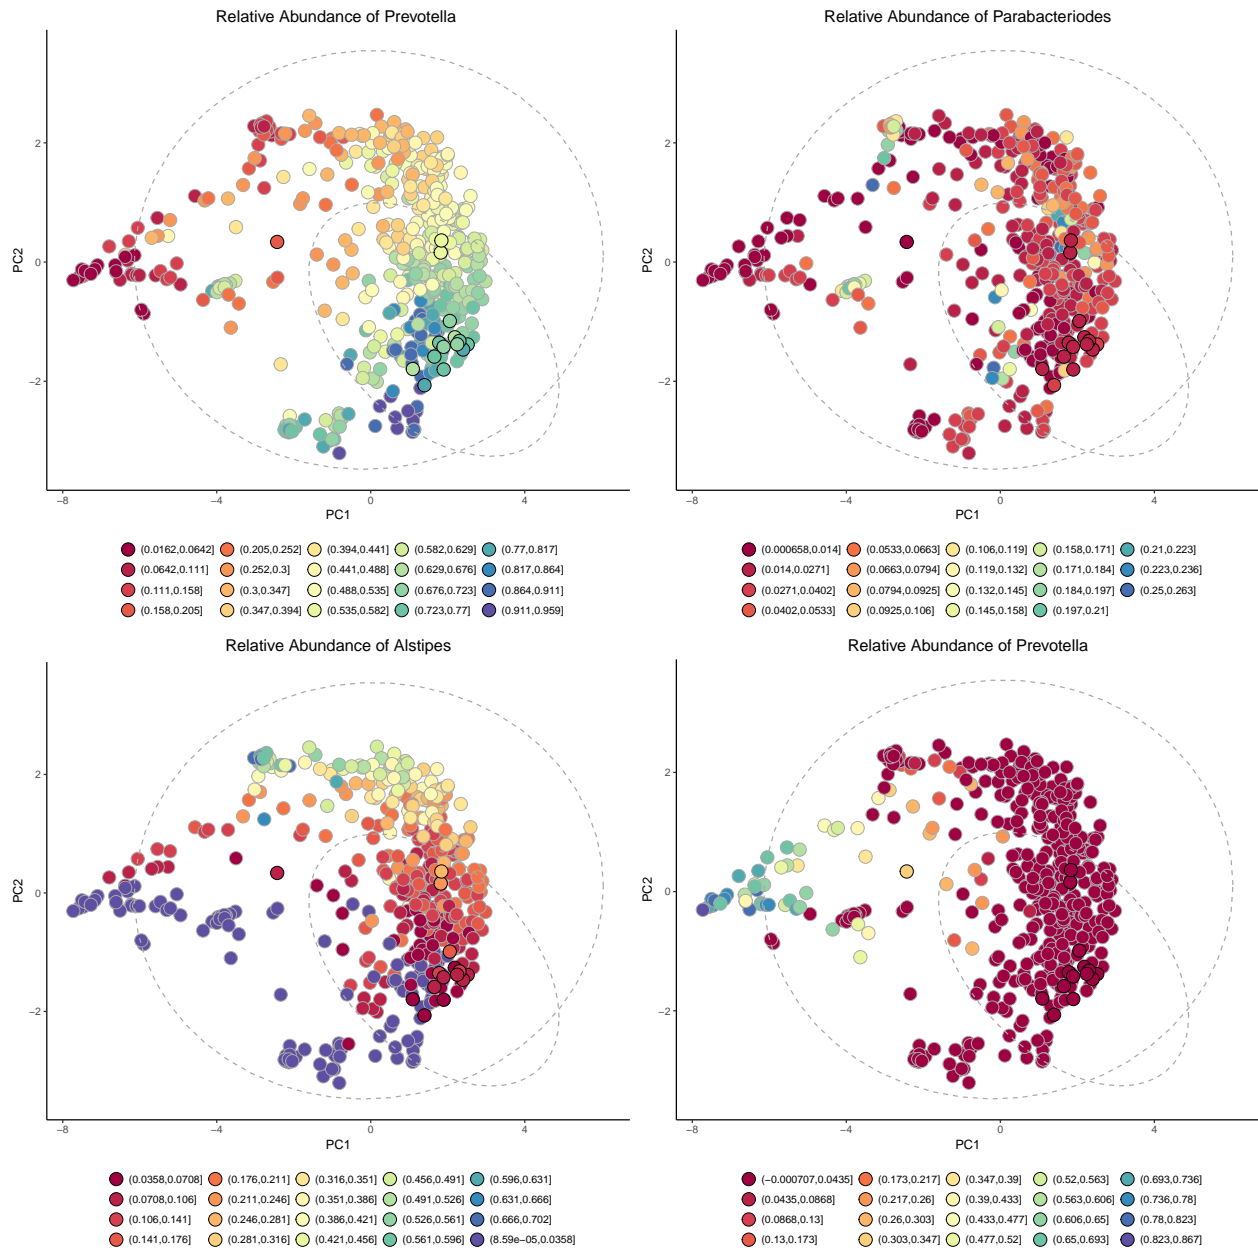 Relative Abundance of Prevotella
Relative Abundance of Parabacteriodes
PC2
2
0
−2
−8
−4
0
4
PC1
PC2
2
0
−2
−8
−4
0
4
PC1
(0.0162,0.0642] (0.205,0.252] (0.394,0.441] (0.582,0.629] (0.77,0.817]
(0.0642,0.111] (0.252,0.3] (0.441,0.488] (0.629,0.676] (0.817,0.864]
(0.111,0.158] (0.3,0.347] (0.488,0.535] (0.676,0.723] (0.864,0.911]
(0.158,0.205] (0.347,0.394] (0.535,0.582] (0.723,0.77] (0.911,0.959]
(0.000658,0.014] (0.0533,0.0663] (0.106,0.119] (0.158,0.171] (0.21,0.223]
(0.014,0.0271] (0.0663,0.0794] (0.119,0.132] (0.171,0.184] (0.223,0.236]
(0.0271,0.0402] (0.0794,0.0925] (0.132,0.145] (0.184,0.197] (0.25,0.263]
(0.0402,0.0533] (0.0925,0.106] (0.145,0.158] (0.197,0.21]
Relative Abundance of Alstipes
Relative Abundance of Prevotella
PC2
2
0
−2
−8
−4
0
4
PC1
PC2
2
0
−2
−8
−4
0
4
PC1
(0.0358,0.0708] (0.176,0.211] (0.316,0.351] (0.456,0.491] (0.596,0.631]
(0.0708,0.106] (0.211,0.246] (0.351,0.386] (0.491,0.526] (0.631,0.666]
(0.106,0.141] (0.246,0.281] (0.386,0.421] (0.526,0.561] (0.666,0.702]
(0.141,0.176] (0.281,0.316] (0.421,0.456] (0.561,0.596] (8.59e−05,0.0358]
(−0.000707,0.0435] (0.173,0.217] (0.347,0.39] (0.52,0.563] (0.693,0.736]
(0.0435,0.0868] (0.217,0.26] (0.39,0.433] (0.563,0.606] (0.736,0.78]
(0.0868,0.13] (0.26,0.303] (0.433,0.477] (0.606,0.65] (0.78,0.823]
(0.13,0.173] (0.303,0.347] (0.477,0.52] (0.65,0.693] (0.823,0.867]